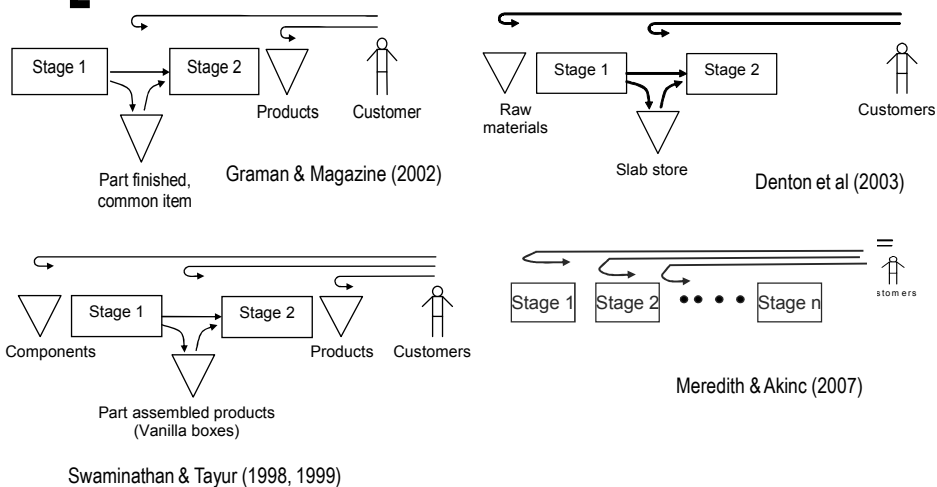 Stage 1
Stage 2
Products
Customer
Part finished,
common item
Graman & Magazine (2002)
Stage 1
Stage 2
Raw
materials
Customers
Slab store
Denton et al (2003)
Stage 1
Stage 2
Components
Products
Customers
Part assembled products
(Vanilla boxes)
Swaminathan & Tayur (1998, 1999)
stomers
Stage 1
Stage 2
Stage n
Meredith & Akinc (2007)